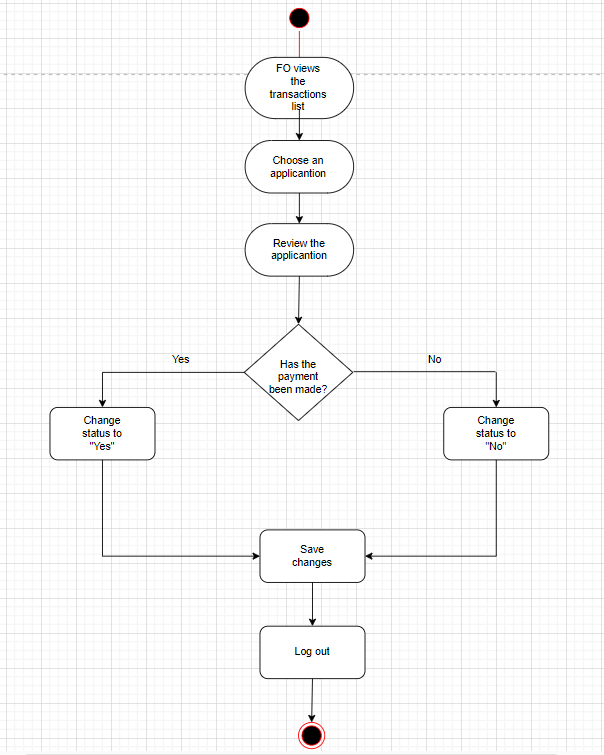 FO views
the
transactions
list
Choose an
applicantion
Review the
applicantion
Yes
No
Has the
payment
been made?
Change
status to
"Yes"
Change
status to
"No"
Save
changes
Log out